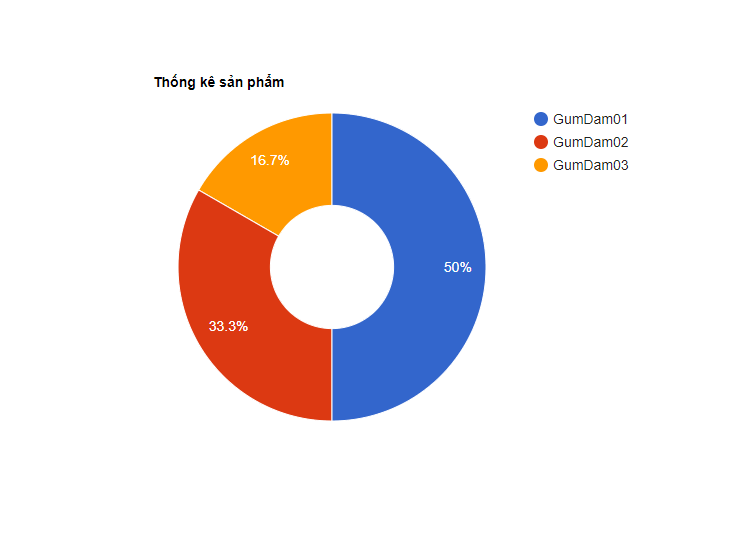 Thống kê sản phẩm
GumDam01
GumDam02
GumDam03
16.7%
50%
33.3%